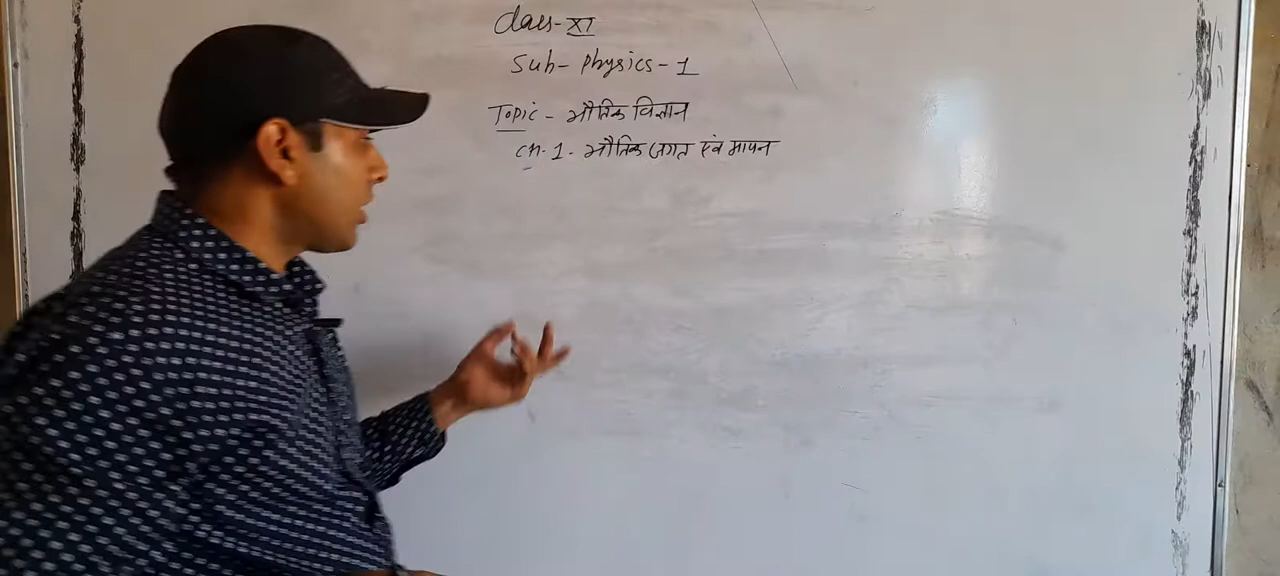 Class-XI
Sub- Physics-1
Topic - भौतिक विज्ञान
CH.1- भौतिक जगत एवं मापन